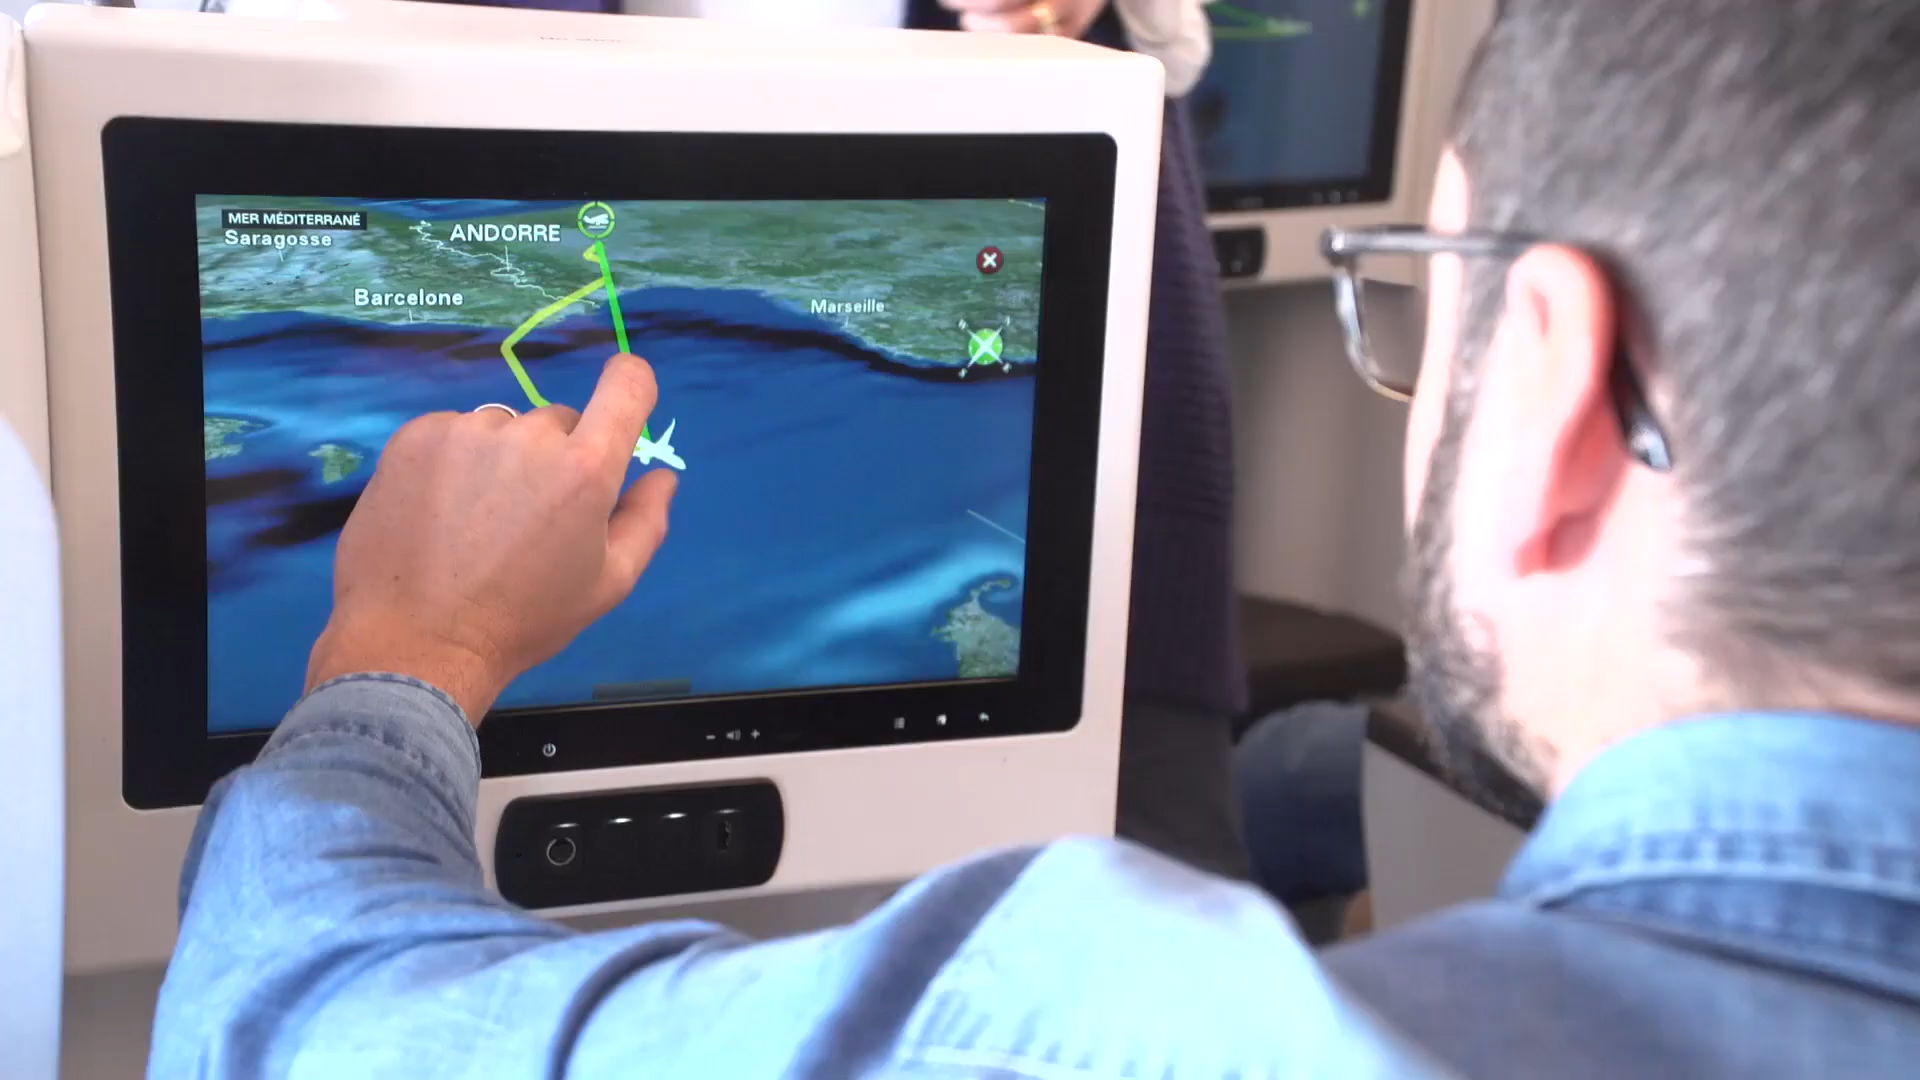 MER MÉDITERRANÉ
Saragosse
ANDORRE
Barcelone
Marseille